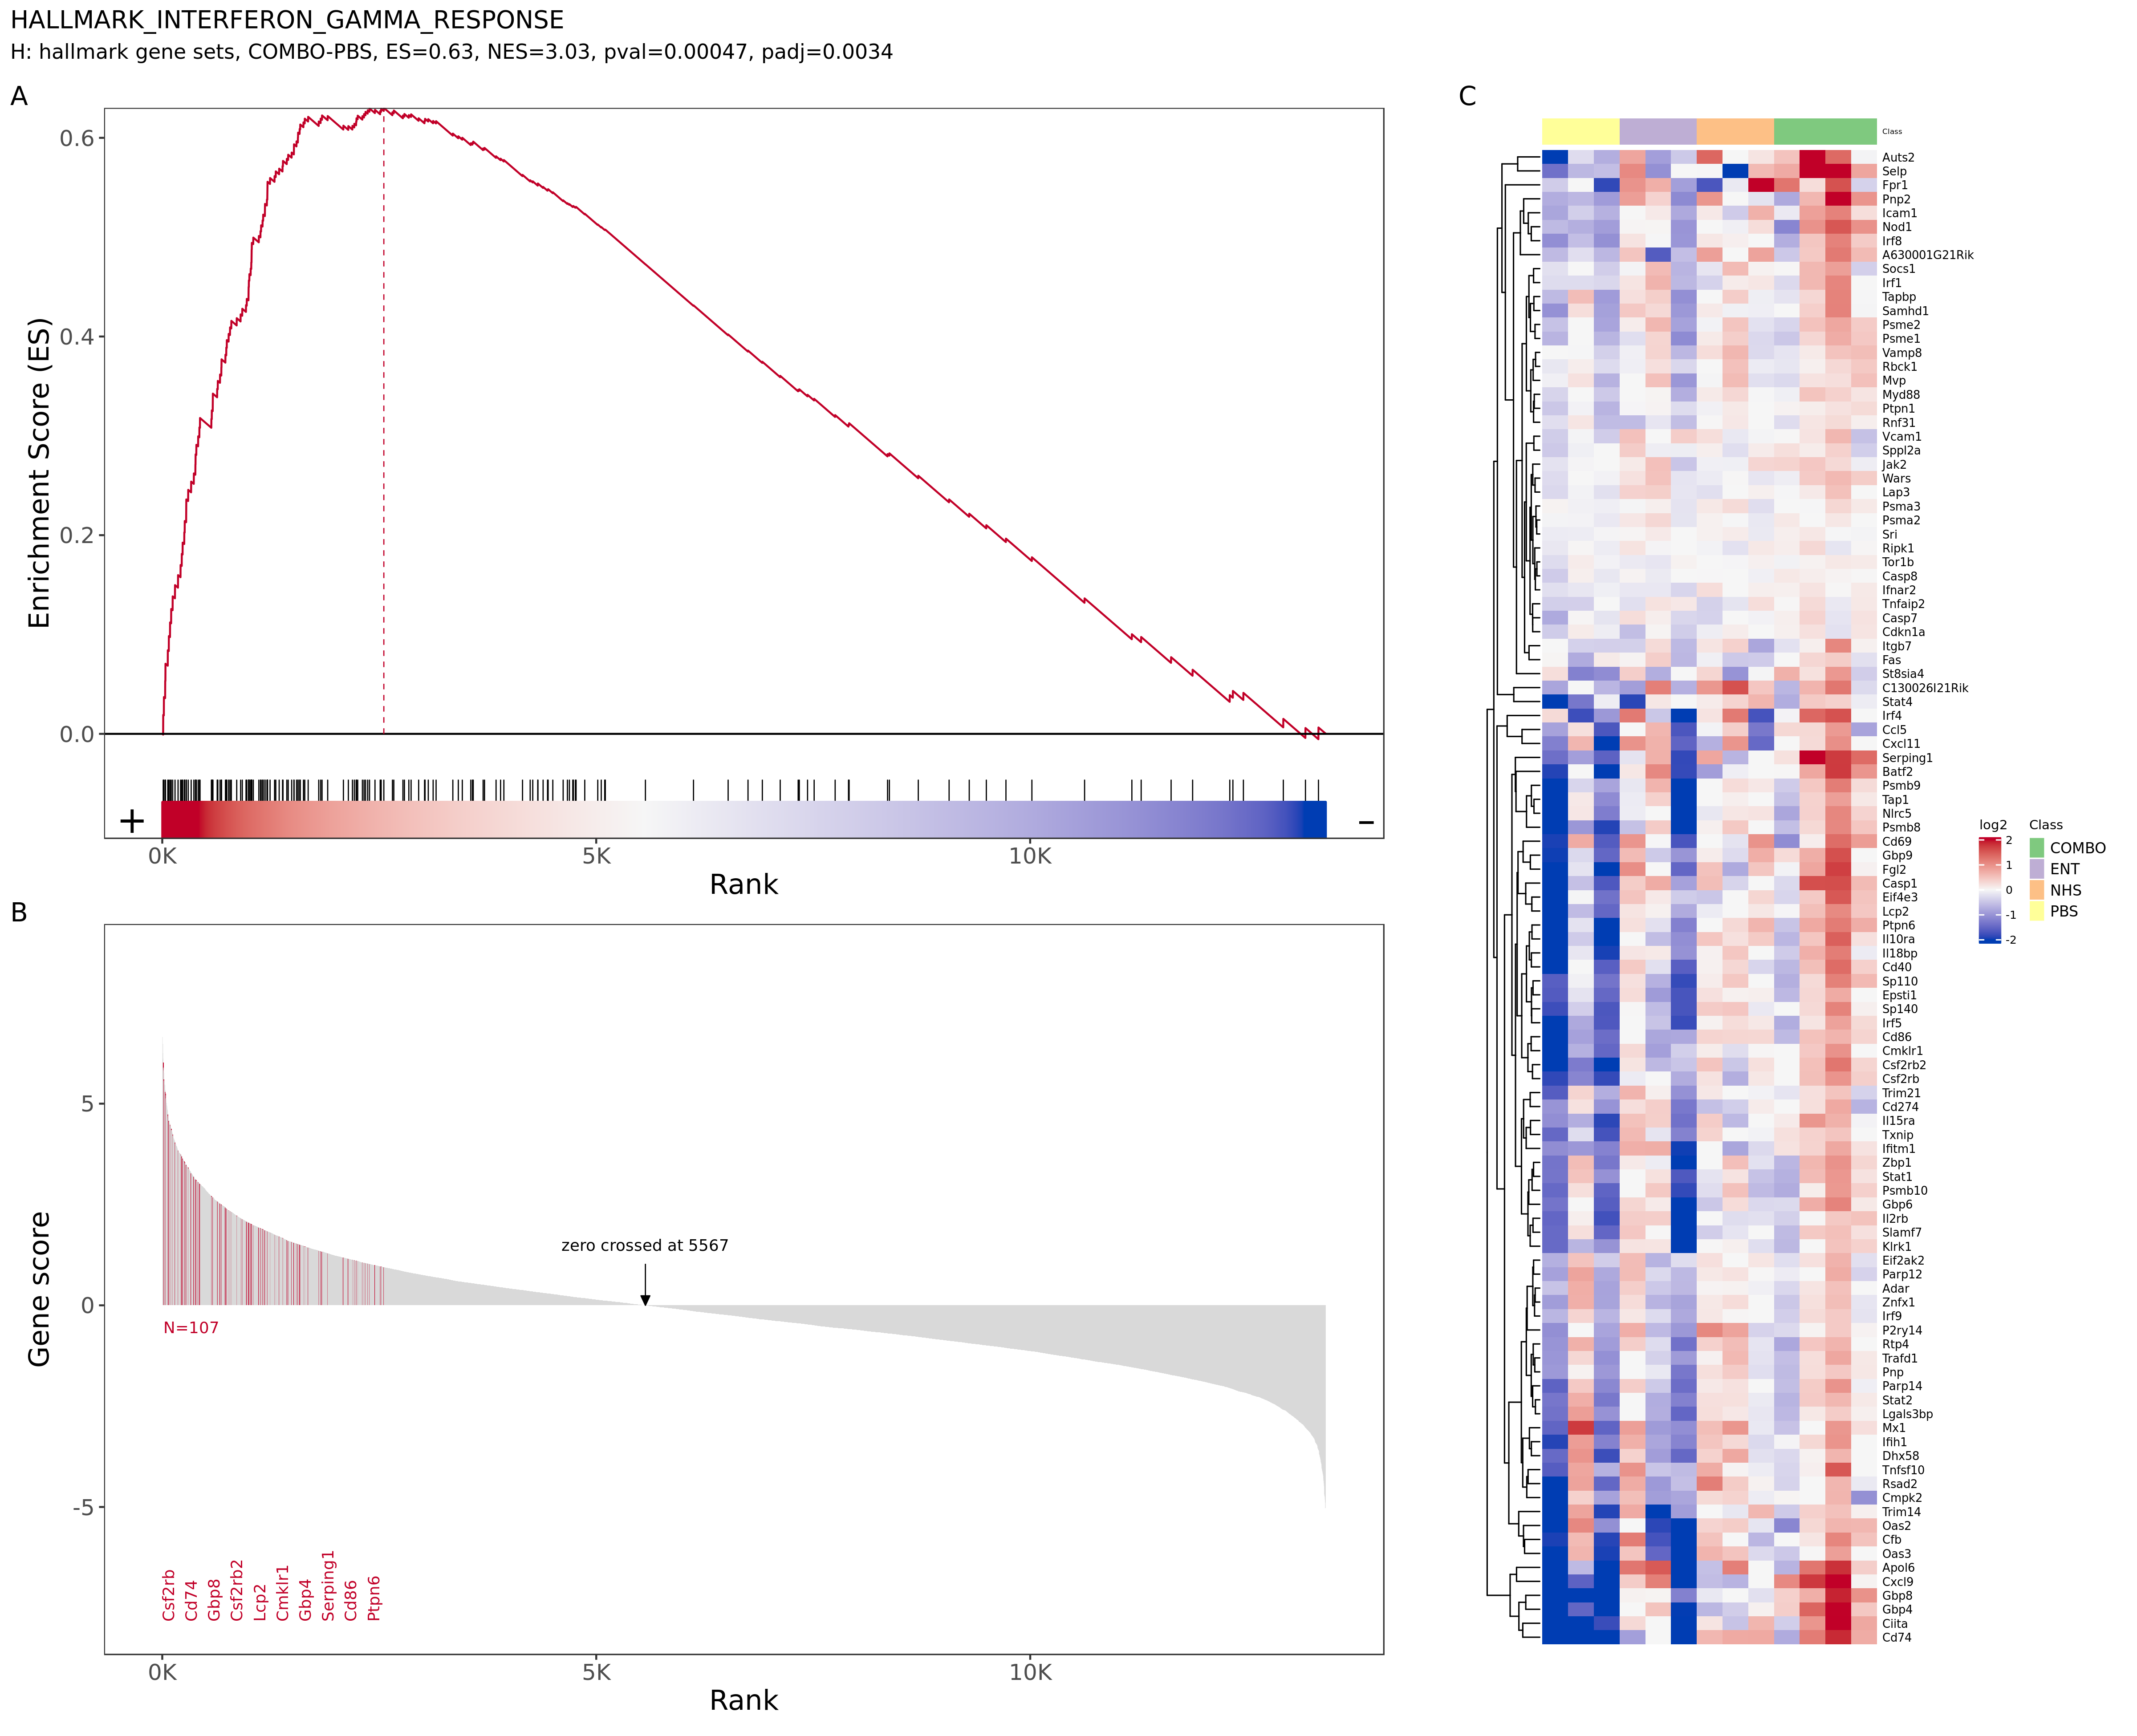 HALLMARK_INTERFERON_GAMMA_RESPONSE
H: hallmark gene sets, COMBO-PBS, ES=0.63, NES=3.03, pval=0.00047, padj=0.0034
A
Enrichment Score (ES)
0.6
0.4
0.2
0.0
+
−
0K
5K
10K
Rank
B
Gene score
5
0
-5
zero crossed at 5567
N=107
Csf2rb
Cd74
Gbp8
Csf2rb2
Lcp2
Cmklr1
Gbp4
Serping1
Cd86
Ptpn6
0K
5K
10K
Rank
C
Class
Auts2
Selp
Fpr1
Pnp2
Icam1
Nod1
Irf8
A630001G21Rik
Socs1
Irf1
Tapbp
Samhd1
Psme2
Psme1
Vamp8
Rbck1
Mvp
Myd88
Ptpn1
Rnf31
Vcam1
Sppl2a
Jak2
Wars
Lap3
Psma3
Psma2
Sri
Ripk1
Tor1b
Casp8
Ifnar2
Tnfaip2
Casp7
Cdkn1a
Itgb7
Fas
St8sia4
C130026I21Rik
Stat4
Irf4
Ccl5
Cxcl11
Serping1
Batf2
Psmb9
Tap1
Nlrc5
Psmb8
Cd69
Gbp9
Fgl2
Casp1
Eif4e3
Lcp2
Ptpn6
Il10ra
Il18bp
Cd40
Sp110
Epsti1
Sp140
Irf5
Cd86
Cmklr1
Csf2rb2
Csf2rb
Trim21
Cd274
Il15ra
Txnip
Ifitm1
Zbp1
Stat1
Psmb10
Gbp6
Il2rb
Slamf7
Klrk1
Eif2ak2
Parp12
Adar
Znfx1
Irf9
P2ry14
Rtp4
Trafd1
Pnp
Parp14
Stat2
Lgals3bp
Mx1
Ifih1
Dhx58
Tnfsf10
Rsad2
Cmpk2
Trim14
Oas2
Cfb
Oas3
Apol6
Cxcl9
Gbp8
Gbp4
Ciita
Cd74
log2
2
1
0
-1
-2
Class
COMBO
ENT
NHS
PBS